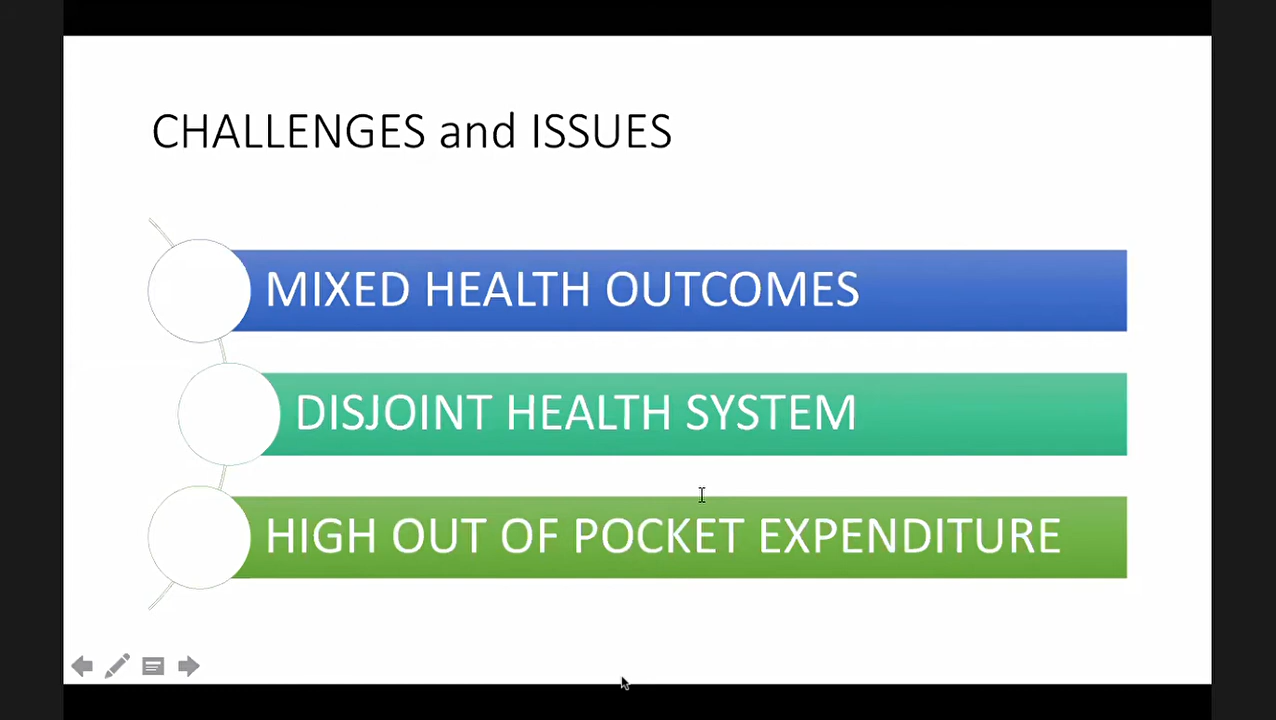 CHALLENGES and ISSUES
MIXED HEALTH OUTCOMES
DISJOINT HEALTH SYSTEM
HIGH OUT OF POCKET EXPENDITURE